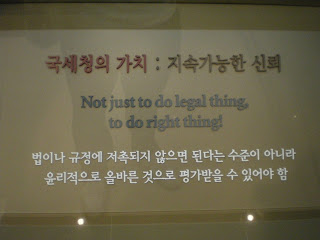 국세청의 가치 : 지속가능한 신뢰
Not just to do legal thing,
to do right thing!
법이나 규정에 저촉되지 않으면 된다는 수준이 아니라
윤리적으로 올바른 것으로 평가받을 수 있어야 함